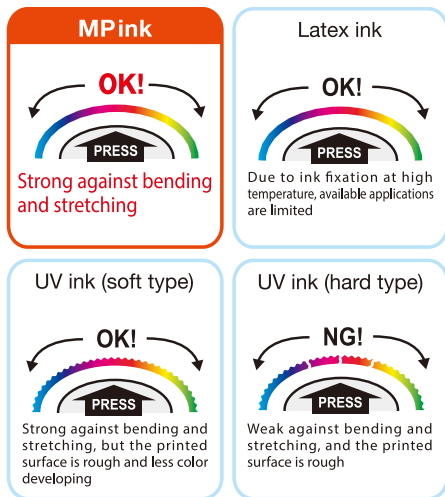 MP ink
OK!
PRESS
Strong against bending
and stretching
Latex ink
OK!
PRESS
Due to ink fixation at high
temperature, available applications
are limited
UV ink (soft type)
OK!
PRESS
Strong against bending and
stretching, but the printed
surface is rough and less color
developing
UV ink (hard type)
NG!
PRESS
Weak against bending and
stretching, and the printed
surface is rough